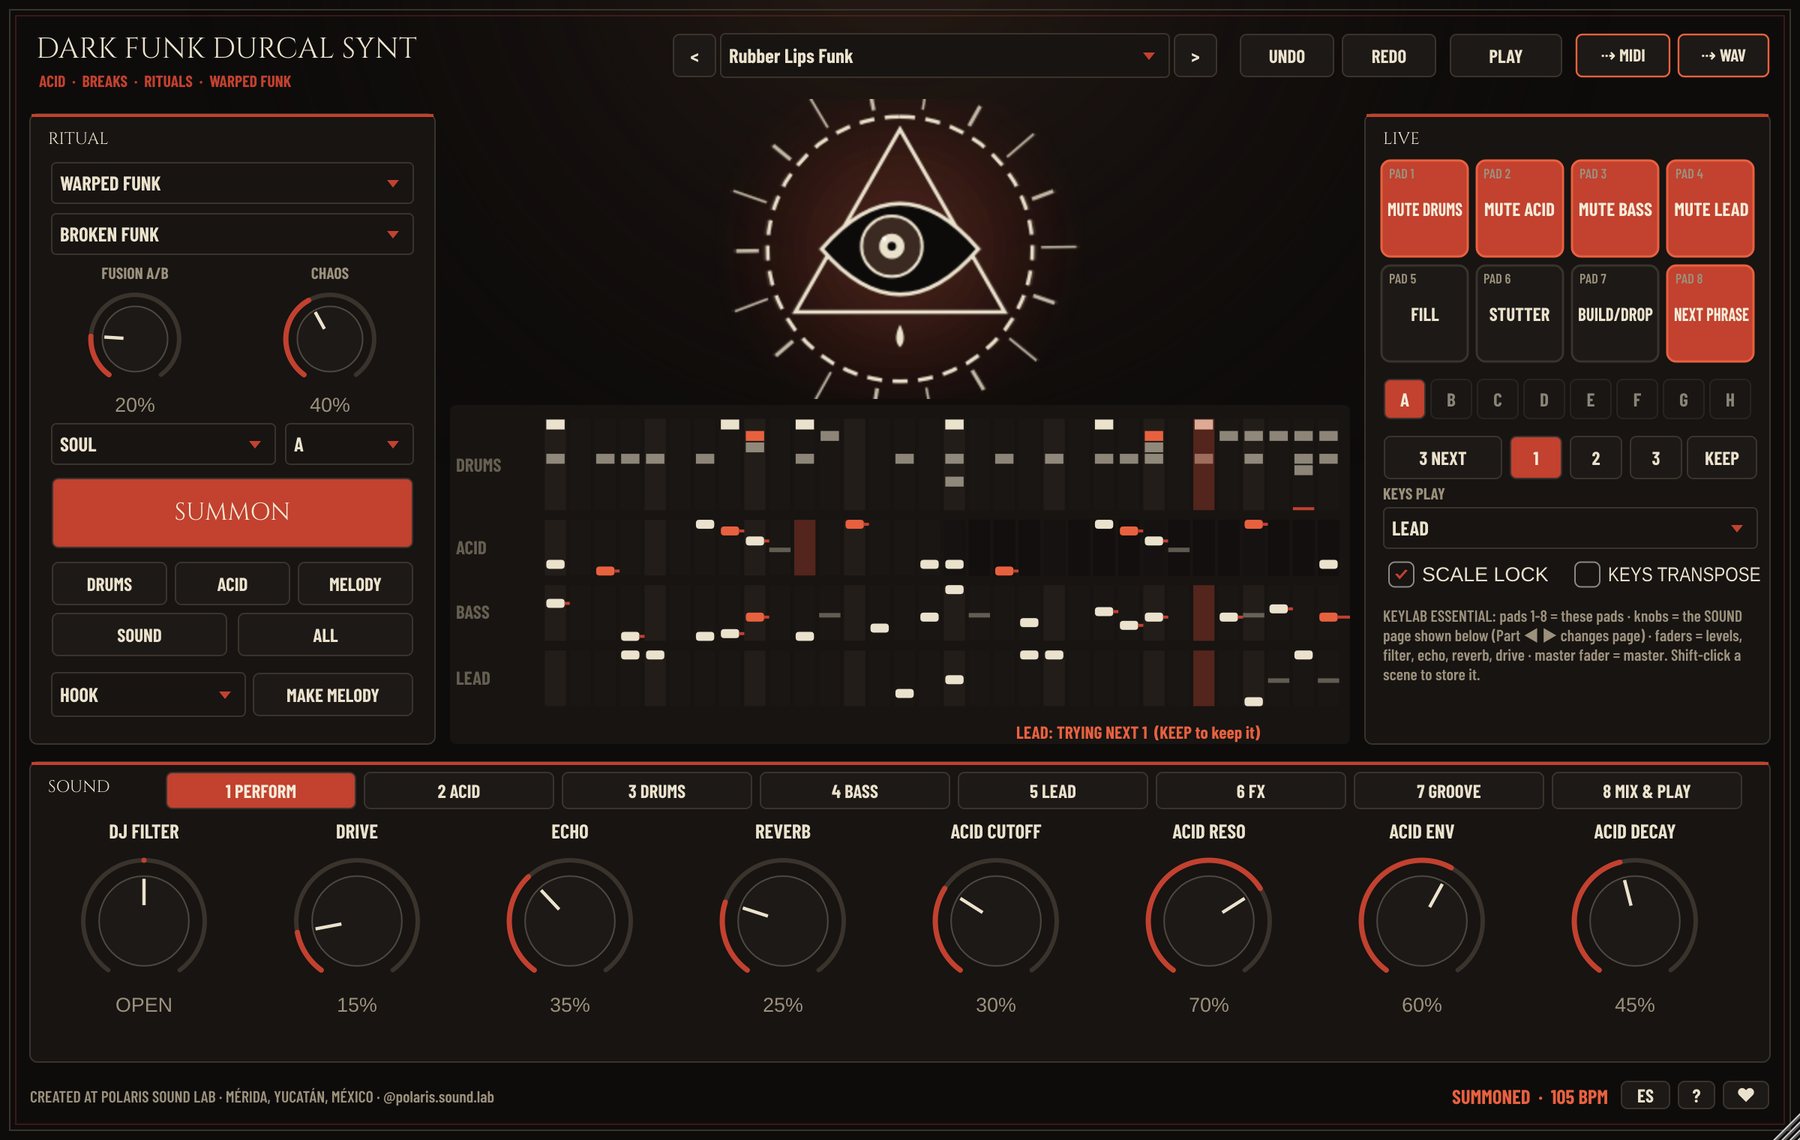 DARK FUNK DURCAL SYNT
ACID · BREAKS · RITUALS · WARPED FUNK
<
Rubber Lips Funk
>
UNDO
REDO
PLAY
⇢ MIDI
⇢ WAV
RITUAL
WARPED FUNK
BROKEN FUNK
FUSION A/B
CHAOS
20%
40%
SOUL
A
SUMMON
DRUMS
ACID
MELODY
SOUND
ALL
HOOK
MAKE MELODY
DRUMS
ACID
BASS
LEAD
LEAD: TRYING NEXT 1 (KEEP to keep it)
LIVE
PAD 1
MUTE DRUMS
PAD 2
MUTE ACID
PAD 3
MUTE BASS
PAD 4
MUTE LEAD
PAD 5
FILL
PAD 6
STUTTER
PAD 7
BUILD/DROP
PAD 8
NEXT PHRASE
A
B
C
D
E
F
G
H
3 NEXT
1
2
3
KEEP
KEYS PLAY
LEAD
SCALE LOCK
KEYS TRANSPOSE
KEYLAB ESSENTIAL: pads 1-8 = these pads · knobs = the SOUND
page shown below (Part ◀ ▶ changes page) · faders = levels,
filter, echo, reverb, drive · master fader = master. Shift-click a
scene to store it.
SOUND
1 PERFORM
2 ACID
3 DRUMS
4 BASS
5 LEAD
6 FX
7 GROOVE
8 MIX & PLAY
DJ FILTER
DRIVE
ECHO
REVERB
ACID CUTOFF
ACID RESO
ACID ENV
ACID DECAY
OPEN
15%
35%
25%
30%
70%
60%
45%
CREATED AT POLARIS SOUND LAB · MÉRIDA, YUCATÁN, MÉXICO · @polaris.sound.lab
SUMMONED · 105 BPM
ES
?